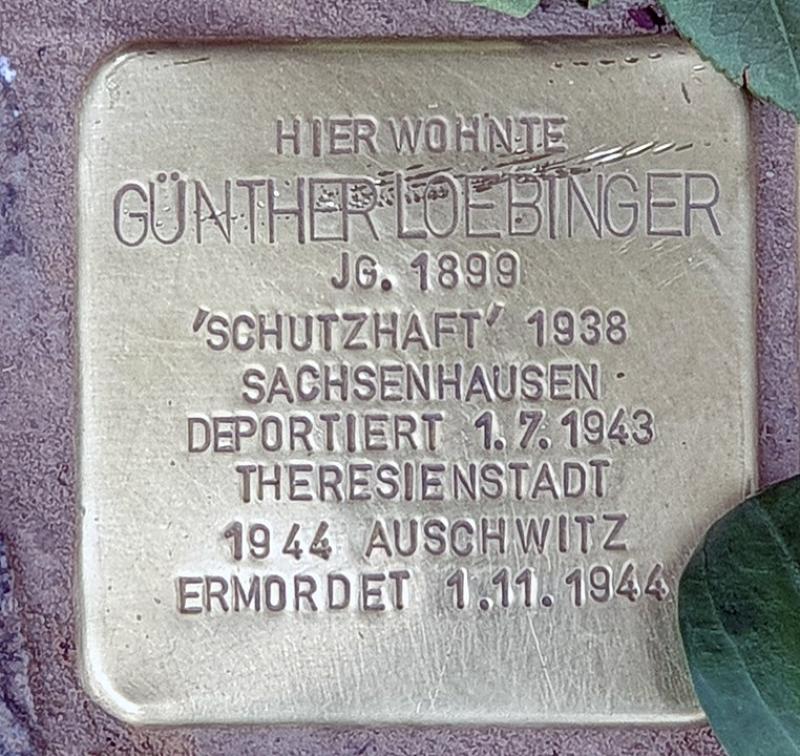 HIER WOHNTE
GÜNTHER LOEBINGER
JG. 1899
'SCHUTZHAFT' 1938
SACHSENHAUSEN
DEPORTIERT 1.7.1943
THERESIENSTADT
1944 AUSCHWITZ
ERMORDET 1.11.1944